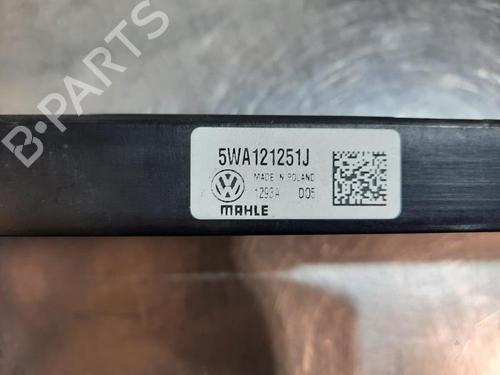 B-PARTS
5WA121251J
MADE IN POLAND
1293A D05
MAHLE